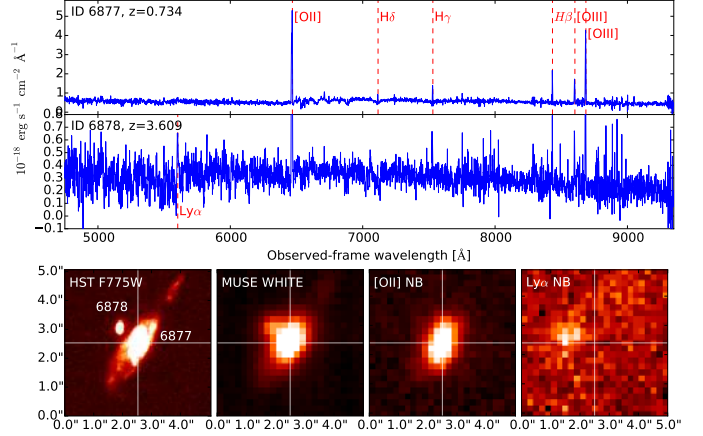 ID 6877, z=0.734
[OII]
Hδ
Hγ
Hβ
[OIII]
[OIII]
5
4
3
2
1
0
ID 6878, z=3.609
Lyα
0.8
0.7
0.6
0.5
0.4
0.3
0.2
0.1
0.0
−0.1
10⁻¹⁸ erg s⁻¹ cm⁻² Å⁻¹
5000 6000 7000 8000 9000
Observed-frame wavelength [Å]
HST F775W
6878
6877
MUSE WHITE
[OII] NB
Lyα NB
5.0"
4.0"
3.0"
2.0"
1.0"
0.0"
0.0" 1.0" 2.0" 3.0" 4.0" 0.0" 1.0" 2.0" 3.0" 4.0" 0.0" 1.0" 2.0" 3.0" 4.0" 0.0" 1.0" 2.0" 3.0" 4.0" 5.0"